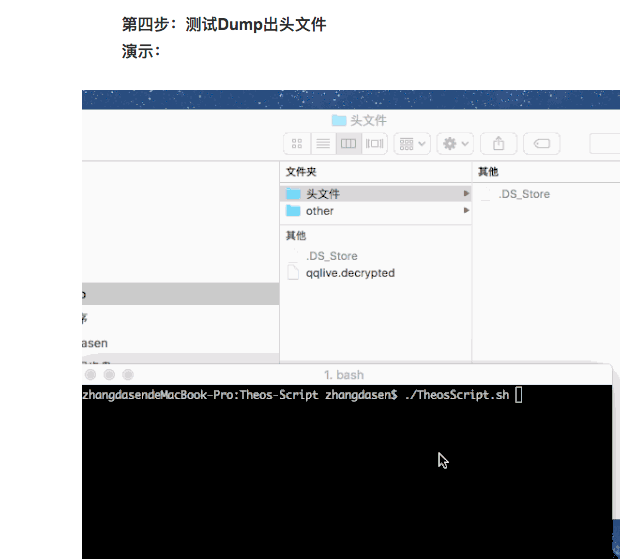 第四步：测试Dump出头文件
演示：
头文件
文件夹
其他
头文件
.DS_Store
other
其他
.DS_Store
qqlive.decrypted
asen
1. bash
zhangdasendeMacBook-Pro:Theos-Script zhangdasen$ ./TheosScript.sh